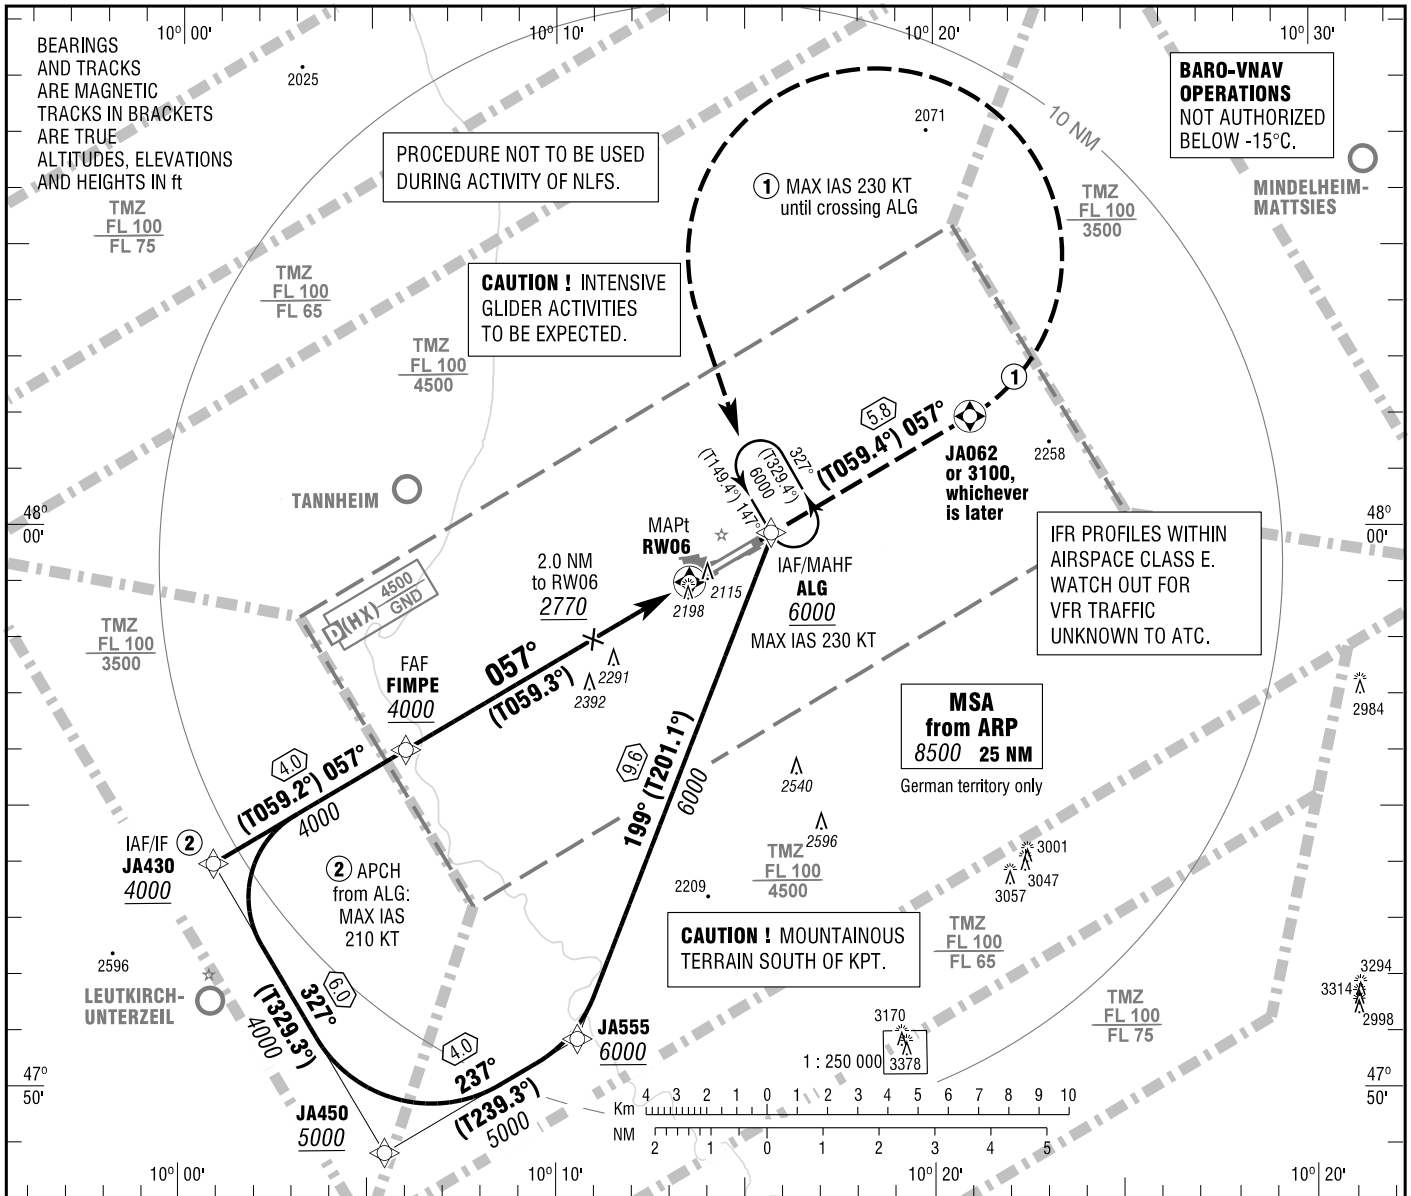 10° 00'
10° 10'
10° 20'
10° 30'
BEARINGS
AND TRACKS
ARE MAGNETIC
TRACKS IN BRACKETS
ARE TRUE
ALTITUDES, ELEVATIONS
AND HEIGHTS IN ft
2025
2071
10 NM
BARO-VNAV
OPERATIONS
NOT AUTHORIZED
BELOW -15°C.
PROCEDURE NOT TO BE USED
DURING ACTIVITY OF NLFS.
1 MAX IAS 230 KT
until crossing ALG
MINDELHEIM-
MATTSIES
TMZ
FL 100
FL 75
TMZ
FL 100
3500
TMZ
FL 100
FL 65
CAUTION ! INTENSIVE
GLIDER ACTIVITIES
TO BE EXPECTED.
TMZ
FL 100
4500
1
5.8
(T059.4°) 057°
JA062
or 3100,
whichever
is later
2258
(T149.4°) 147°
6000
(T329.4°)
327°
TANNHEIM
48°
00'
48°
00'
MAPt
RW06
IFR PROFILES WITHIN
AIRSPACE CLASS E.
WATCH OUT FOR
VFR TRAFFIC
UNKNOWN TO ATC.
2.0 NM
to RW06
2770
2115
2198
IAF/MAHF
ALG
6000
MAX IAS 230 KT
D(HX) 4500
GND
TMZ
FL 100
3500
057°
(T059.3°)
2291
2392
FAF
FIMPE
4000
MSA
from ARP
8500 25 NM
German territory only
2984
4.0
(T059.2°) 057°
4000
9.6
199° (T201.1°)
6000
2540
2596
IAF/IF 2
JA430
4000
2 APCH
from ALG:
MAX IAS
210 KT
TMZ
FL 100
4500
3001
3047
3057
2209
CAUTION ! MOUNTAINOUS
TERRAIN SOUTH OF KPT.
TMZ
FL 100
FL 65
2596
LEUTKIRCH-
UNTERZEIL
6.0
327°
(T329.3°)
4000
3294
3314
2998
TMZ
FL 100
FL 75
JA555
6000
3170
3378
1 : 250 000
4.0
237°
(T239.3°)
5000
47°
50'
47°
50'
JA450
5000
Km 4 3 2 1 0 1 2 3 4 5 6 7 8 9 10
NM 2 1 0 1 2 3 4 5
10° 00'
10° 10'
10° 20'
10° 20'